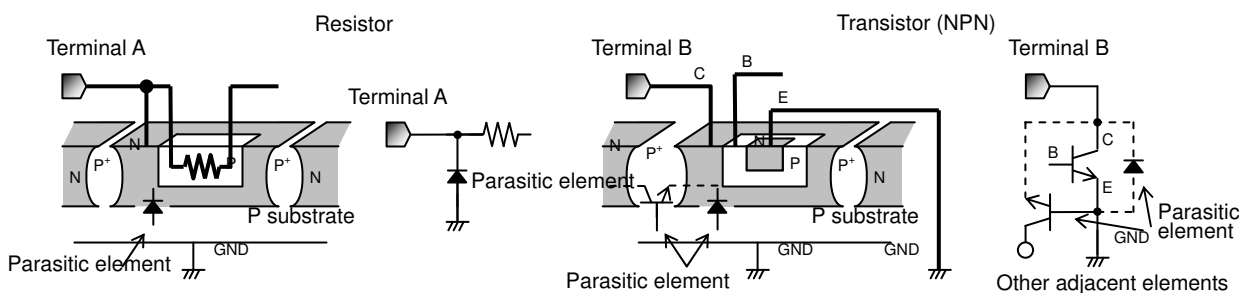 Resistor
Terminal A
N
P
N
P+
P+
N
P substrate
GND
Parasitic element
Terminal A
Parasitic element
Transistor (NPN)
Terminal B
C
B
E
N
P
N
P+
P+
N
P substrate
GND
GND
Parasitic element
Terminal B
C
B
E
GND
Parasitic
element
Other adjacent elements